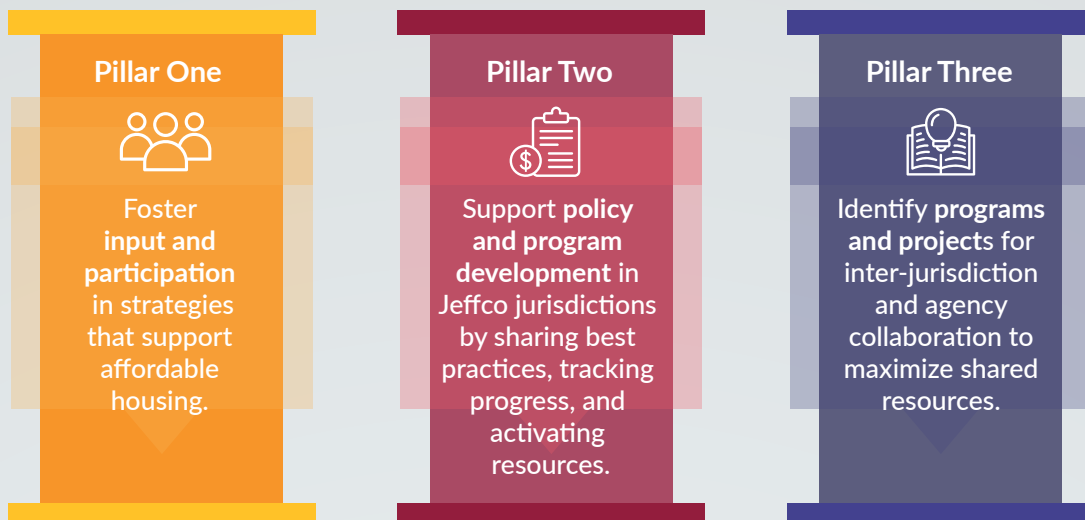 Pillar One
Foster
input and
participation
in strategies
that support
affordable
housing.
Pillar Two
$
Support policy
and program
development in
Jeffco jurisdictions
by sharing best
practices, tracking
progress, and
activating
resources.
Pillar Three
Identify programs
and projects for
inter-jurisdiction
and agency
collaboration to
maximize shared
resources.